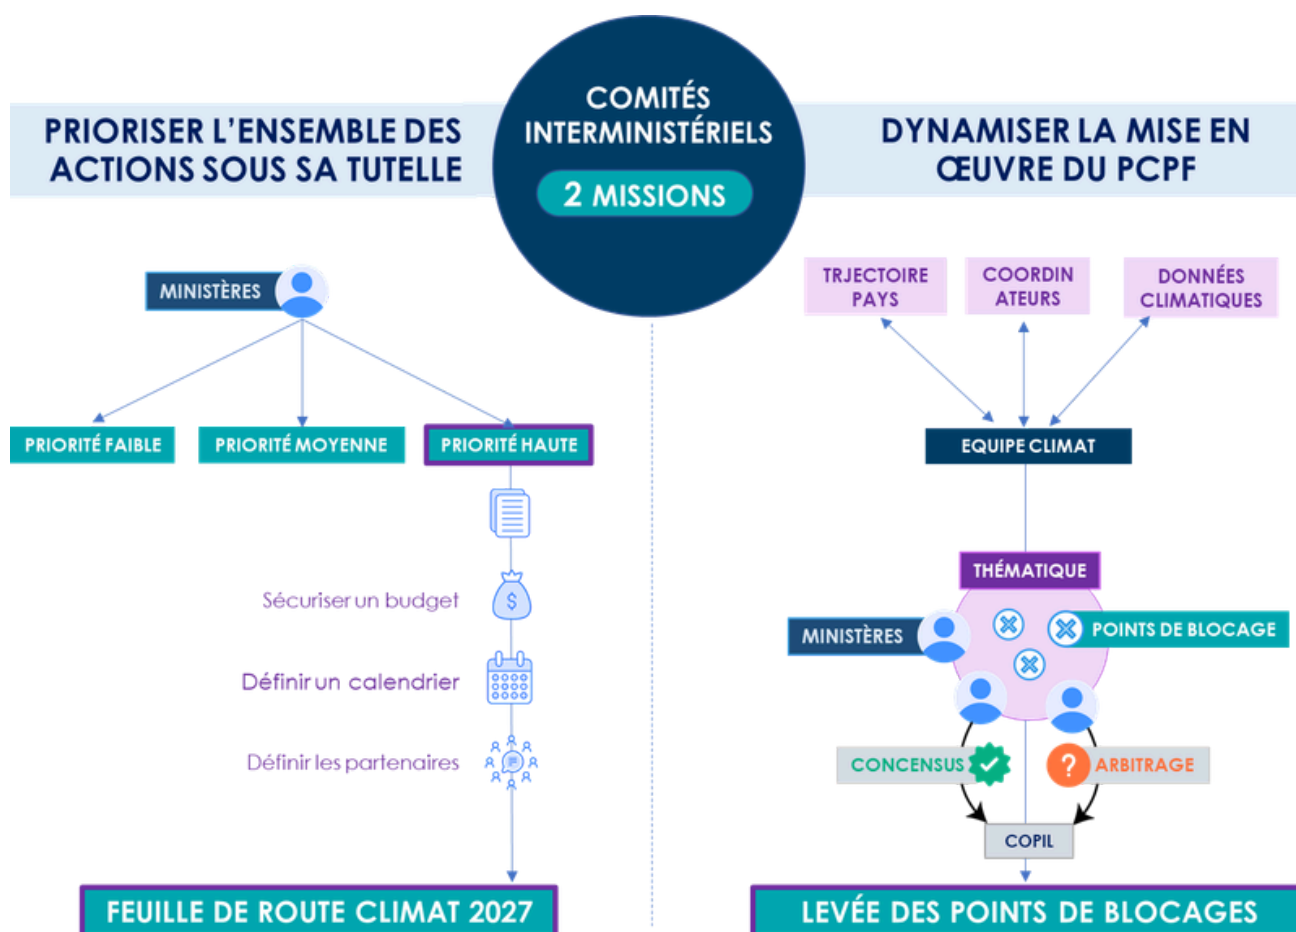 COMITÉS
INTERMINISTÉRIELS
2 MISSIONS
PRIORISER L'ENSEMBLE DES
ACTIONS SOUS SA TUTELLE
MINISTÈRES
PRIORITÉ FAIBLE
PRIORITÉ MOYENNE
PRIORITÉ HAUTE
$
Sécuriser un budget
Définir un calendrier
Définir les partenaires
FEUILLE DE ROUTE CLIMAT 2027
DYNAMISER LA MISE EN
ŒUVRE DU PCPF
TRJECTOIRE
PAYS
COORDIN
ATEURS
DONNÉES
CLIMATIQUES
EQUIPE CLIMAT
THÉMATIQUE
MINISTÈRES
POINTS DE BLOCAGE
CONCENSUS
?
ARBITRAGE
COPIL
LEVÉE DES POINTS DE BLOCAGES